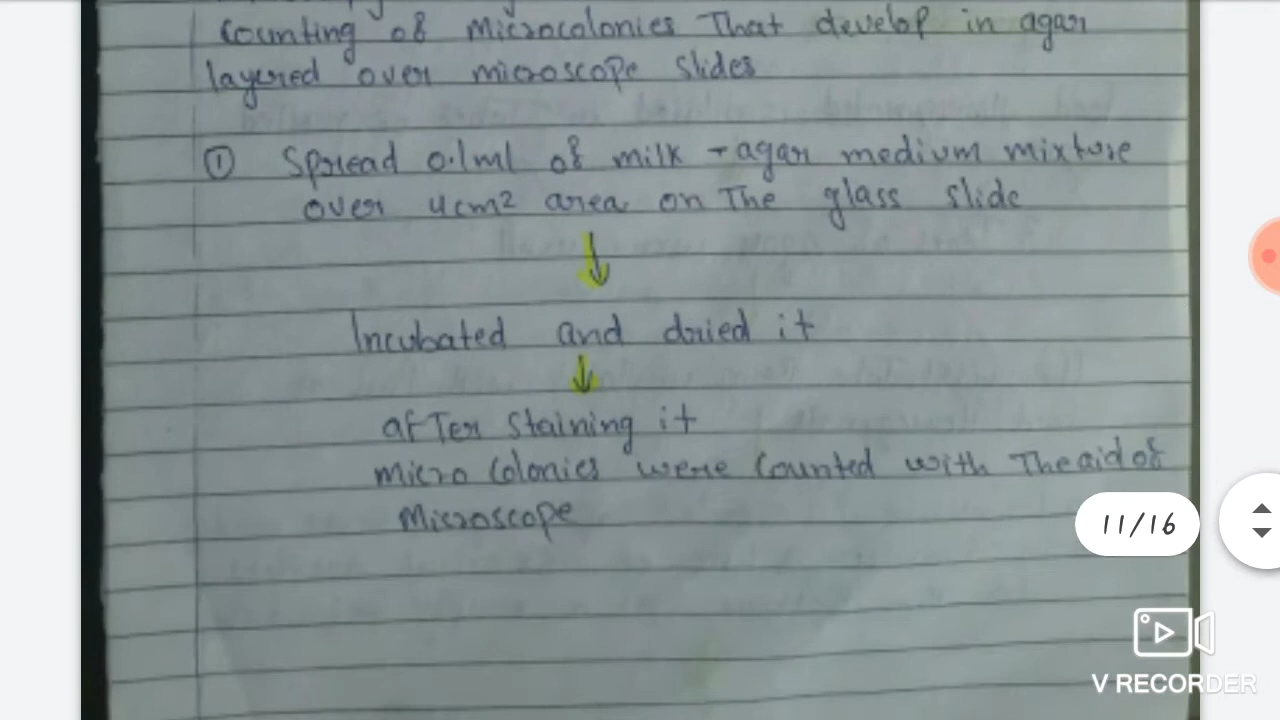 Counting of Microcolonies That develop in agar
layered over microscope slides
① Spread 0.1ml of milk - agar medium mixture
over 4cm² area on The glass slide
↓
Incubated and dried it
↓
after staining it
micro colonies were counted with The aid of
Microscope
11/16
V RECORDER